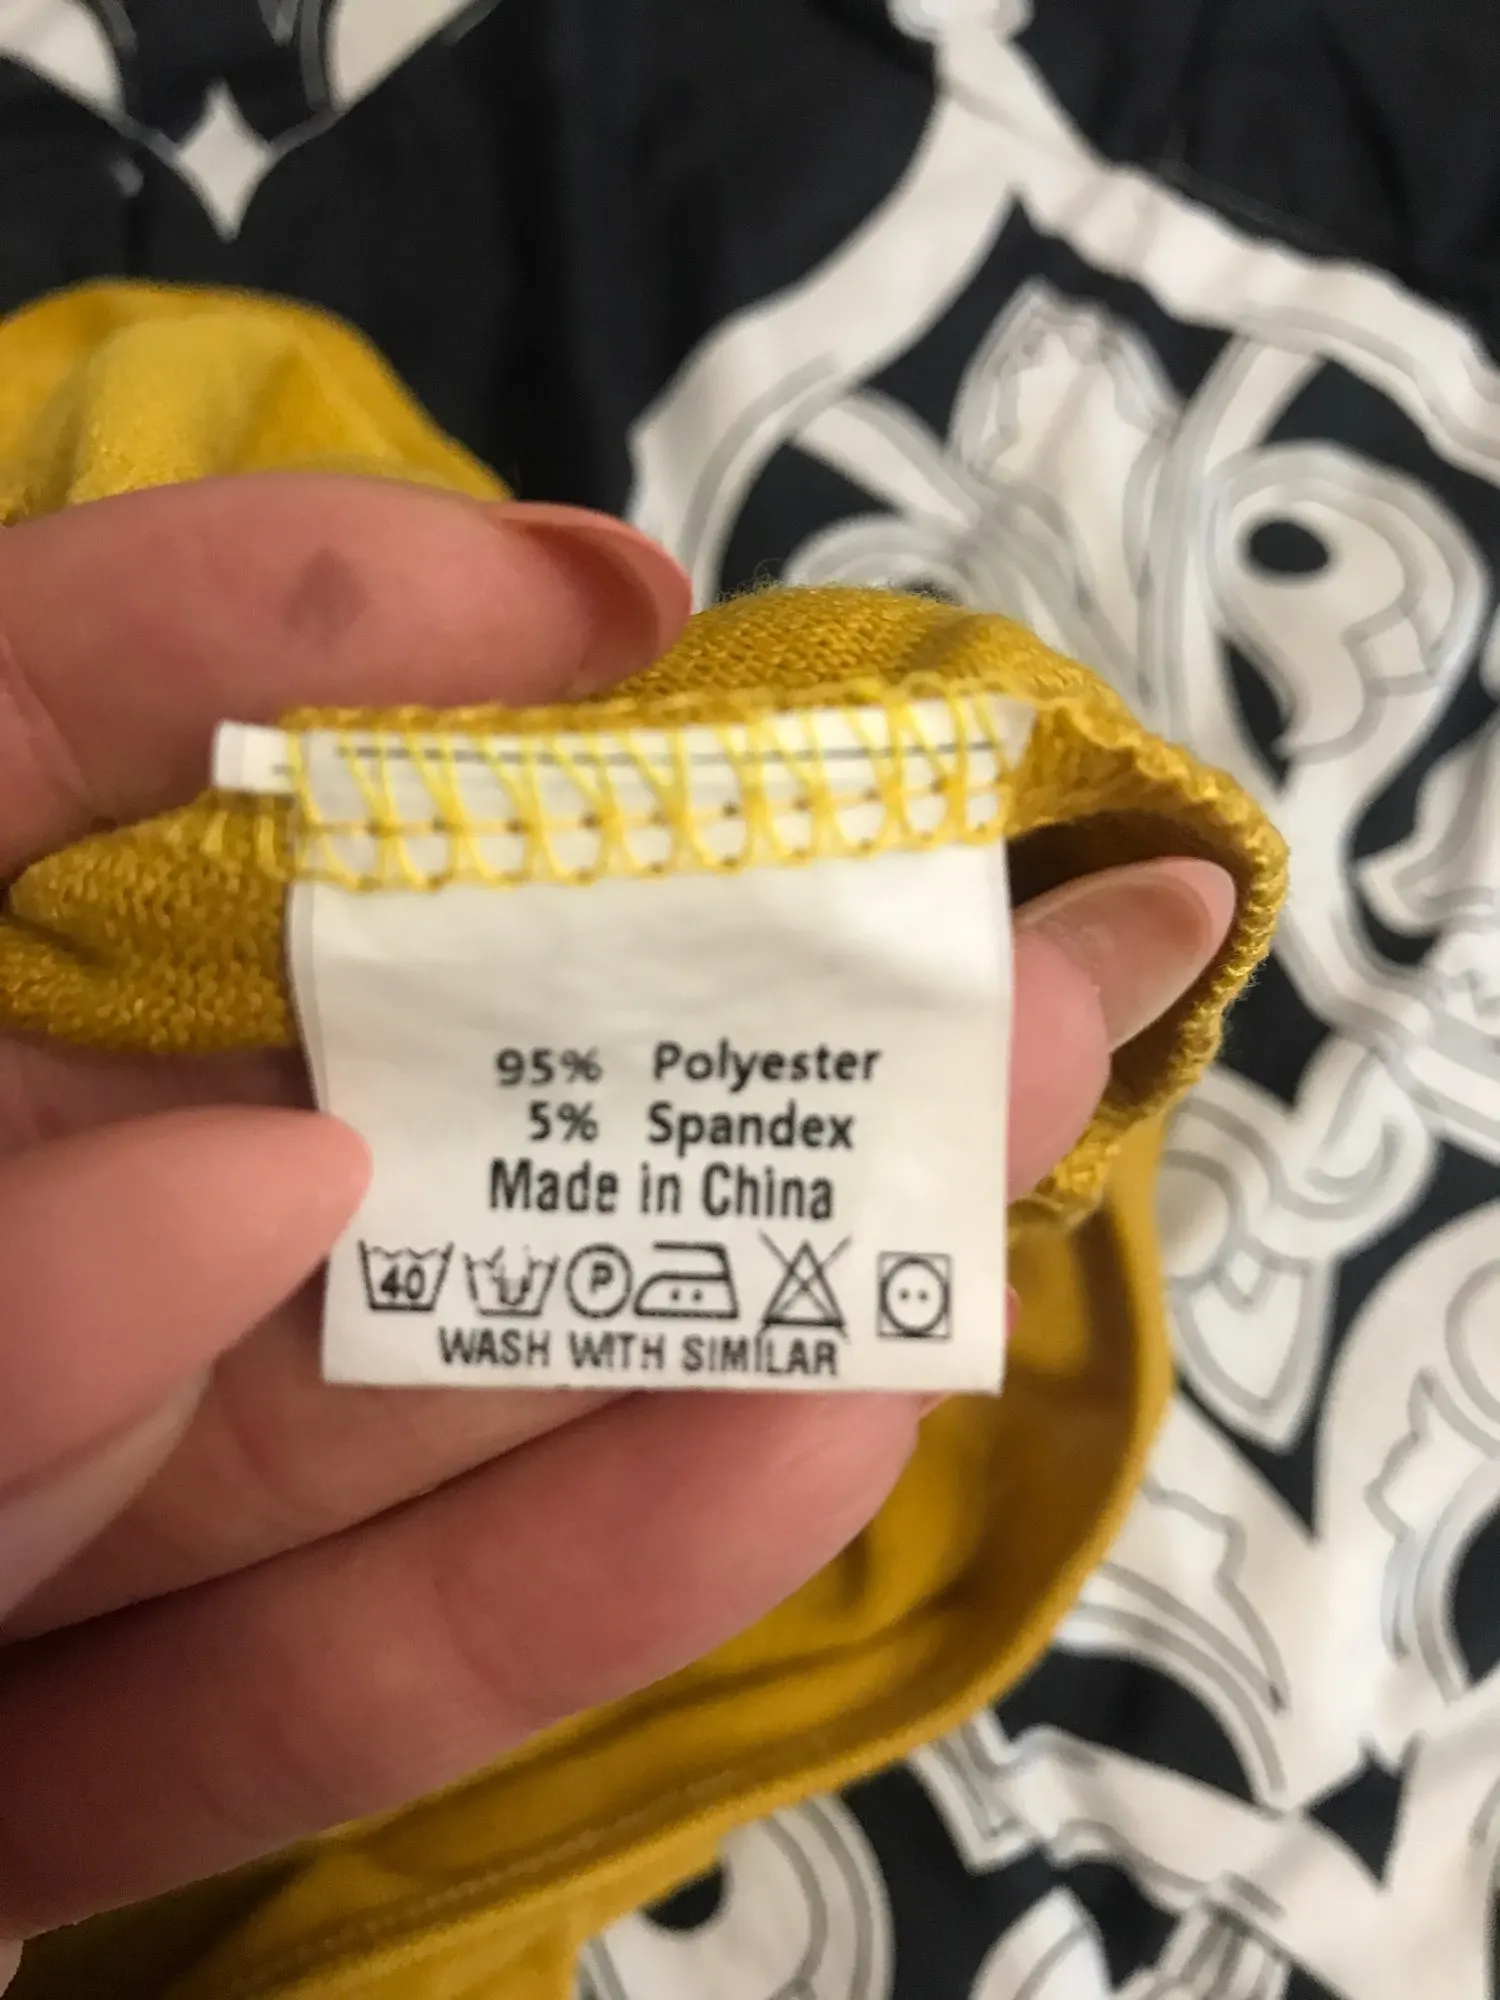 95% Polyester
5% Spandex
Made in China
40 P
WASH WITH SIMILAR